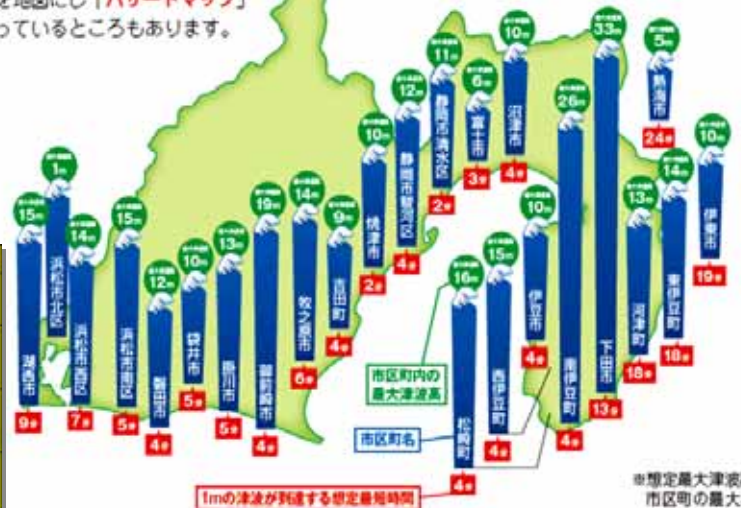 を地図にし「ハザードマップ」
っているところもあります。
15m
湖西市
9分
1m
浜松市北区
14m
浜松市西区
7分
15m
浜松市南区
5分
12m
磐田市
4分
10m
袋井市
5分
13m
掛川市
5分
19m
御前崎市
4分
14m
牧之原市
6分
9m
吉田町
4分
10m
焼津市
2分
12m
静岡市駿河区
4分
11m
静岡市清水区
2分
6m
富士市
3分
10m
沼津市
4分
16m
松崎町
4分
15m
西伊豆町
4分
10m
伊豆市
4分
26m
南伊豆町
4分
33m
下田市
13分
13m
河津町
18分
14m
東伊豆町
18分
5m
熱海市
24分
10m
伊東市
19分
市区町内の
最大津波高
市区町名
1mの津波が到達する想定最短時間
※想定最大津波
市区町の最大